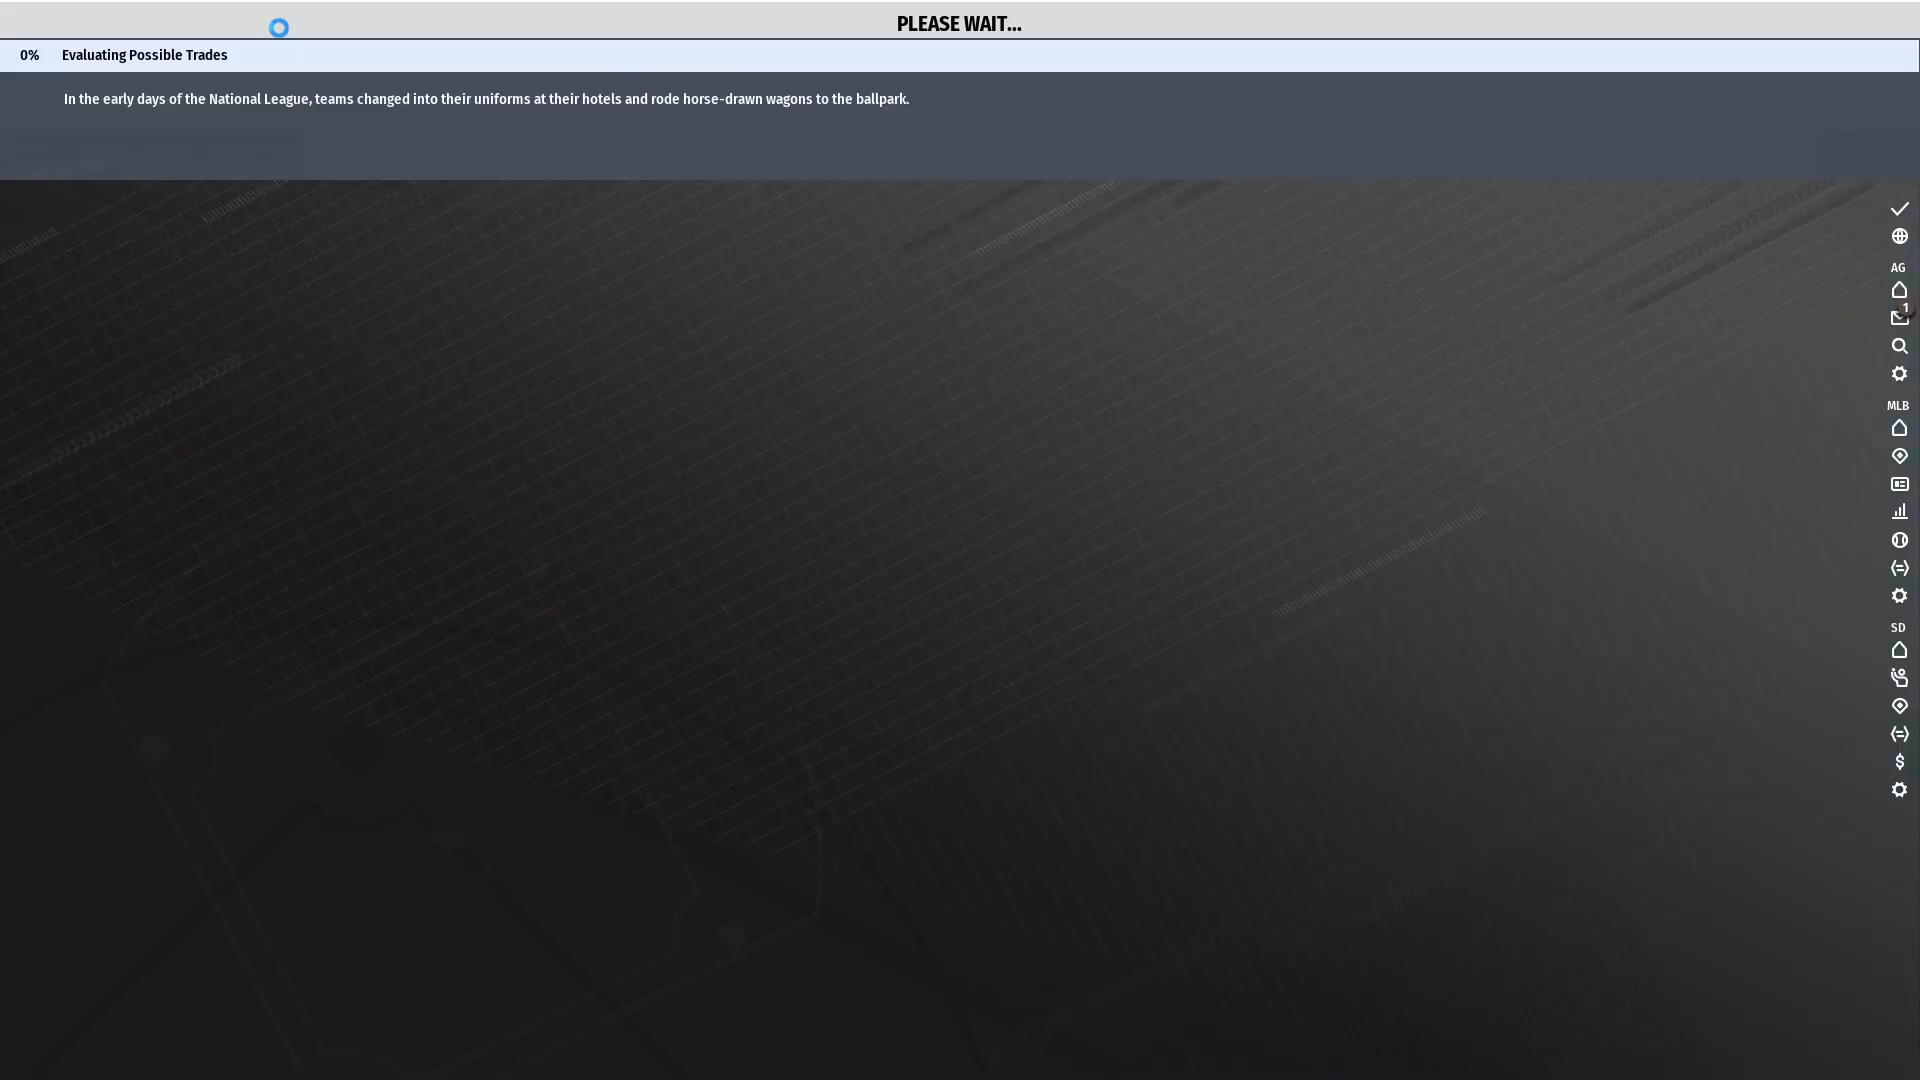 PLEASE WAIT...
0% Evaluating Possible Trades
In the early days of the National League, teams changed into their uniforms at their hotels and rode horse-drawn wagons to the ballpark.
AG
1
MLB
SD